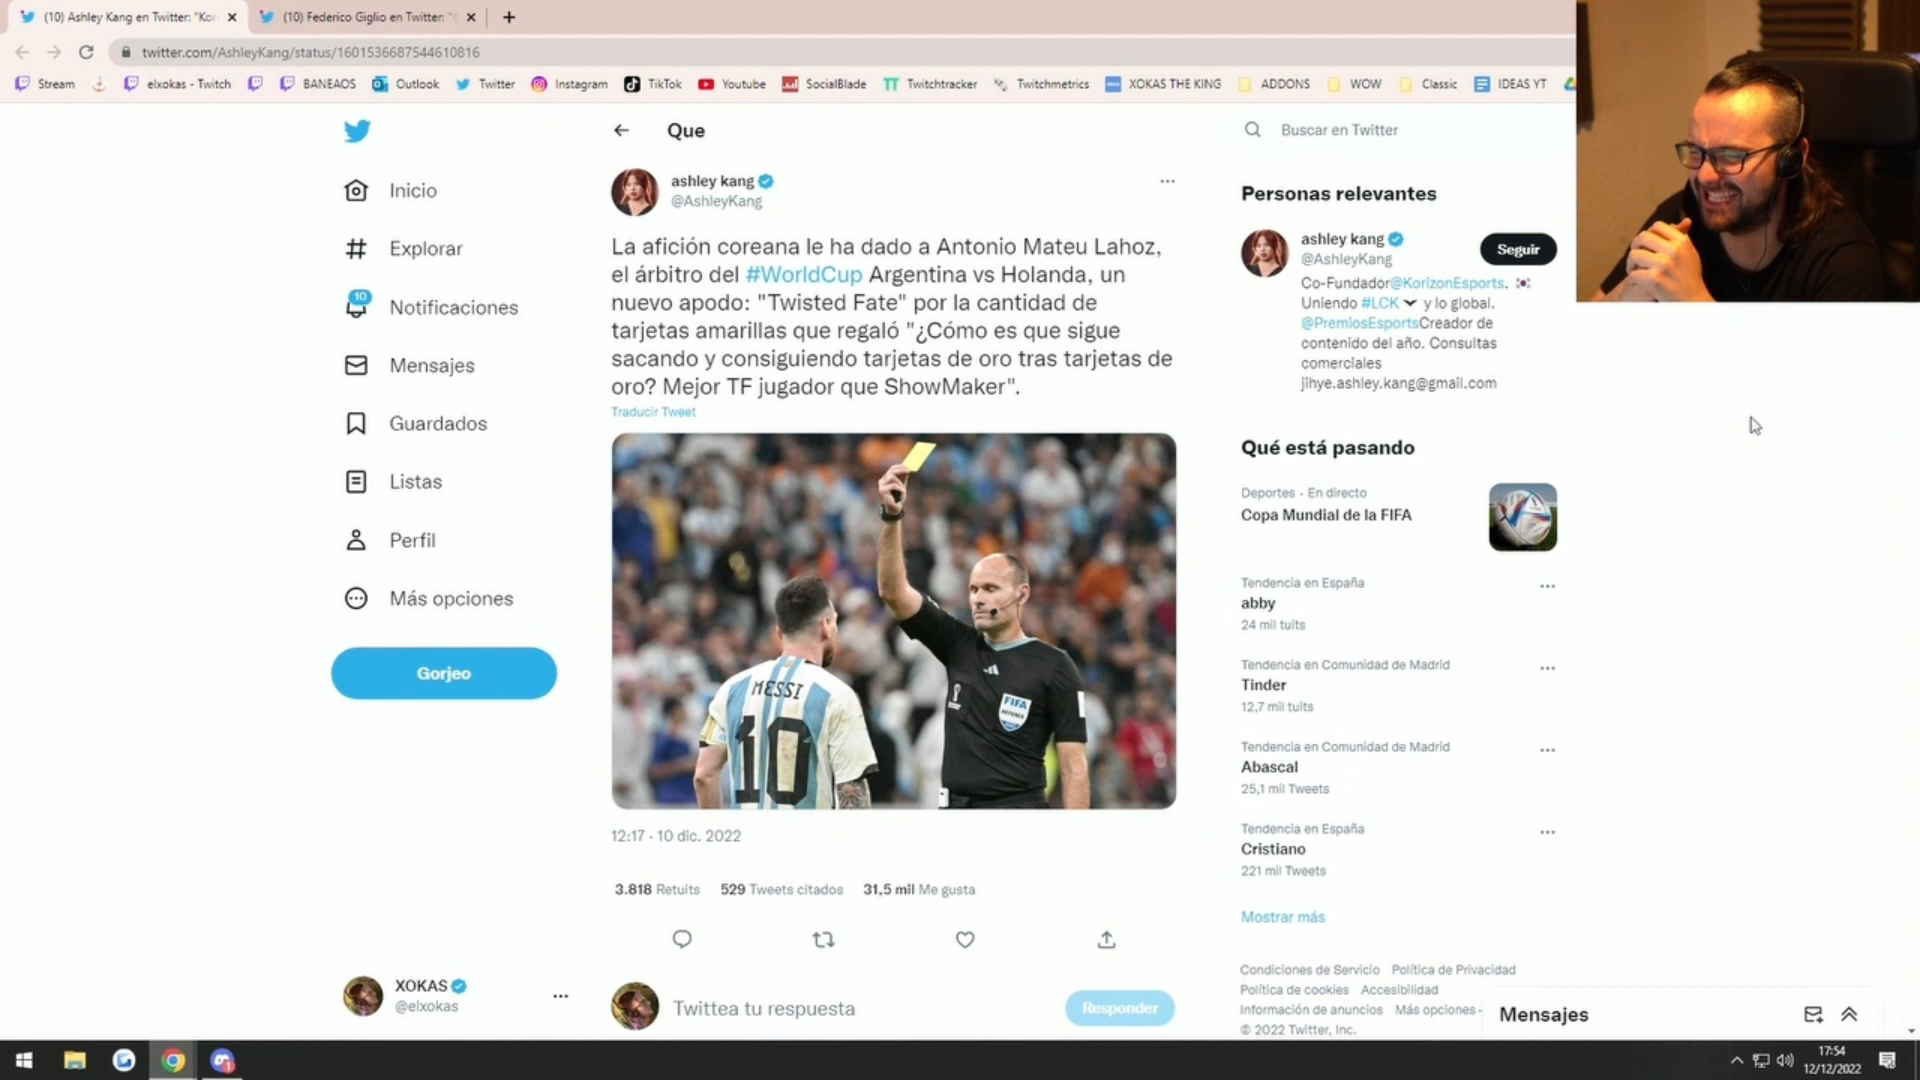 (10) Ashley Kang en Twitter: "Kor
(10) Federico Giglio en Twitter: "
twitter.com/AshleyKang/status/1601536687544610816
Stream
elxokas - Twitch
BANEAOS
Outlook
Twitter
Instagram
TikTok
Youtube
SocialBlade
Twitchtracker
Twitchmetrics
XOKAS THE KING
ADDONS
WOW
Classic
IDEAS YT
Inicio
Explorar
10
Notificaciones
Mensajes
Guardados
Listas
Perfil
Más opciones
Gorjeo
XOKAS
@elxokas
Que
ashley kang
@AshleyKang
La afición coreana le ha dado a Antonio Mateu Lahoz,
el árbitro del #WorldCup Argentina vs Holanda, un
nuevo apodo: "Twisted Fate" por la cantidad de
tarjetas amarillas que regaló "¿Cómo es que sigue
sacando y consiguiendo tarjetas de oro tras tarjetas de
oro? Mejor TF jugador que ShowMaker".
Traducir Tweet
MESSI
10
FIFA
REFEREE
12:17 · 10 dic. 2022
3.818 Retuits 529 Tweets citados 31,5 mil Me gusta
Twittea tu respuesta
Responder
Buscar en Twitter
Personas relevantes
ashley kang
@AshleyKang
Seguir
Co-Fundador@KorizonEsports.
Uniendo #LCK y lo global.
@PremiosEsportsCreador de
contenido del año. Consultas
comerciales
jihye.ashley.kang@gmail.com
Qué está pasando
Deportes · En directo
Copa Mundial de la FIFA
Tendencia en España
abby
24 mil tuits
Tendencia en Comunidad de Madrid
Tinder
12,7 mil tuits
Tendencia en Comunidad de Madrid
Abascal
25,1 mil Tweets
Tendencia en España
Cristiano
221 mil Tweets
Mostrar más
Condiciones de Servicio Política de Privacidad
Política de cookies Accesibilidad
Información de anuncios Más opciones
© 2022 Twitter, Inc.
Mensajes
1
17:54
12/12/2022